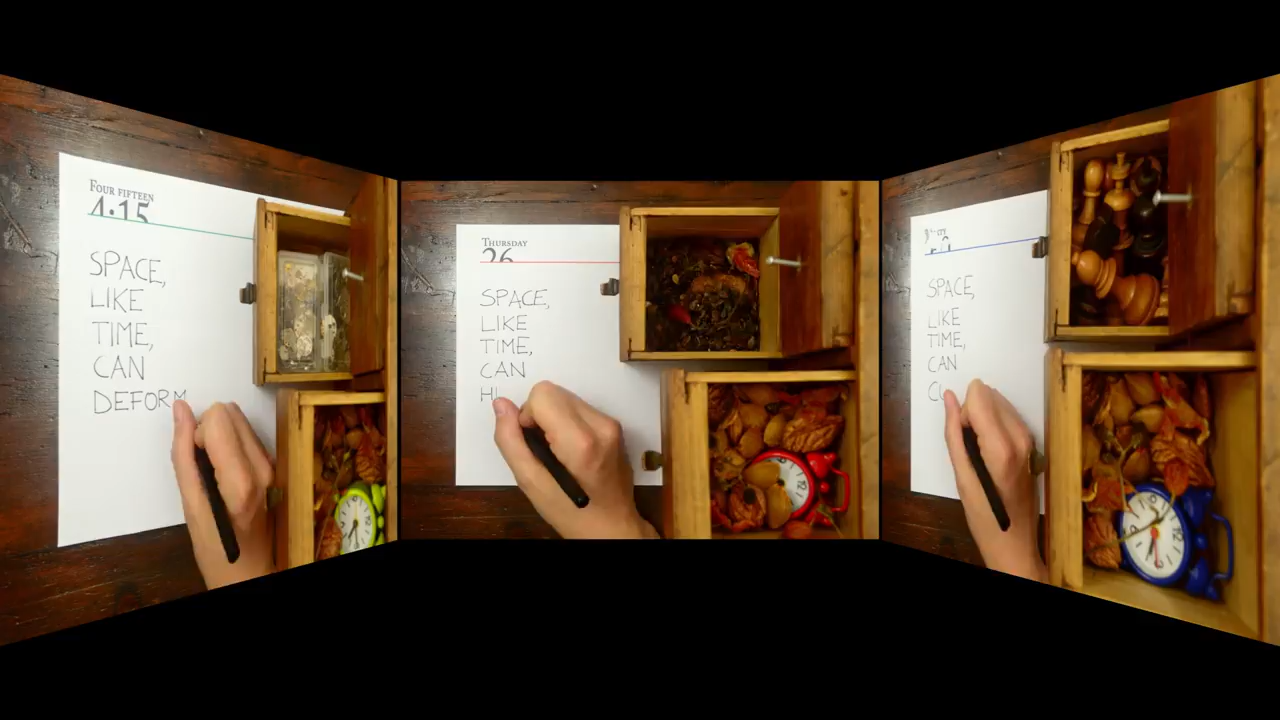 FOUR FIFTEEN
4:15
SPACE,
LIKE
TIME,
CAN
DEFORM
THURSDAY
26
SPACE,
LIKE
TIME,
CAN
SPACE,
LIKE
TIME,
CAN